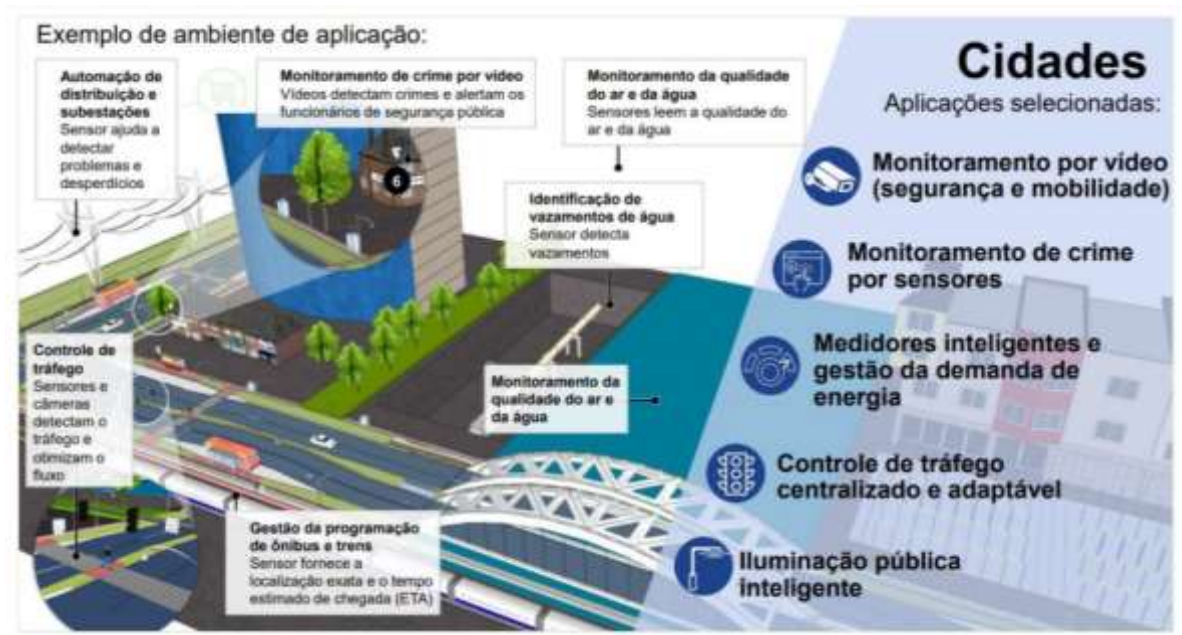 Exemplo de ambiente de aplicação:
Automação de
distribuição e
subestações
Sensor ajuda a
detectar
problemas e
desperdícios
Monitoramento de crime por vídeo
Vídeos detectam crimes e alertam os
funcionários de segurança pública
6
Monitoramento da qualidade
do ar e da água
Sensores leem a qualidade do
ar e da água
Identificação de
vazamentos de água
Sensor detecta
vazamentos
Controle de
tráfego
Sensores e
câmeras
detectam o
tráfego e
otimizam o
fluxo
Monitoramento da
qualidade do ar e
da água
Gestão da programação
de ônibus e trens
Sensor fornece a
localização exata e o tempo
estimado de chegada (ETA)
Cidades
Aplicações selecionadas:
Monitoramento por vídeo
(segurança e mobilidade)
Monitoramento de crime
por sensores
Medidores inteligentes e
gestão da demanda de
energia
Controle de tráfego
centralizado e adaptável
Iluminação pública
inteligente